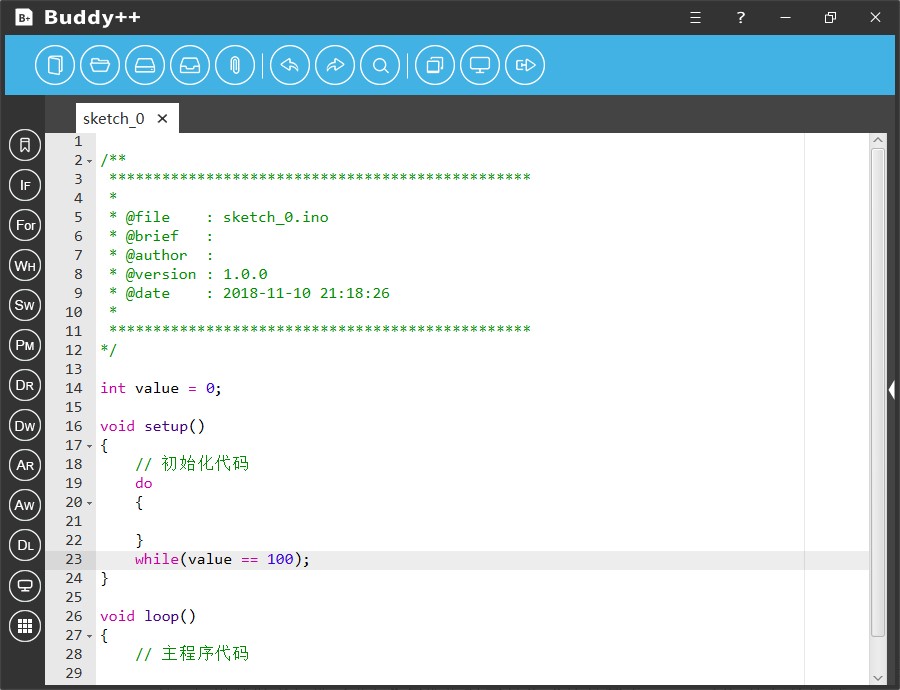 B+ Buddy++ ?
sketch_0
If
For
Wh
Sw
Pm
Dr
Dw
Ar
Aw
Dl
1
2 /**
3 ************************************************
4 *
5 * @file    : sketch_0.ino
6 * @brief   :
7 * @author  :
8 * @version : 1.0.0
9 * @date    : 2018-11-10 21:18:26
10 *
11 ************************************************
12 */
13
14 int value = 0;
15
16 void setup()
17 {
18     // 初始化代码
19     do
20     {
21
22     }
23     while(value == 100);
24 }
25
26 void loop()
27 {
28     // 主程序代码
29